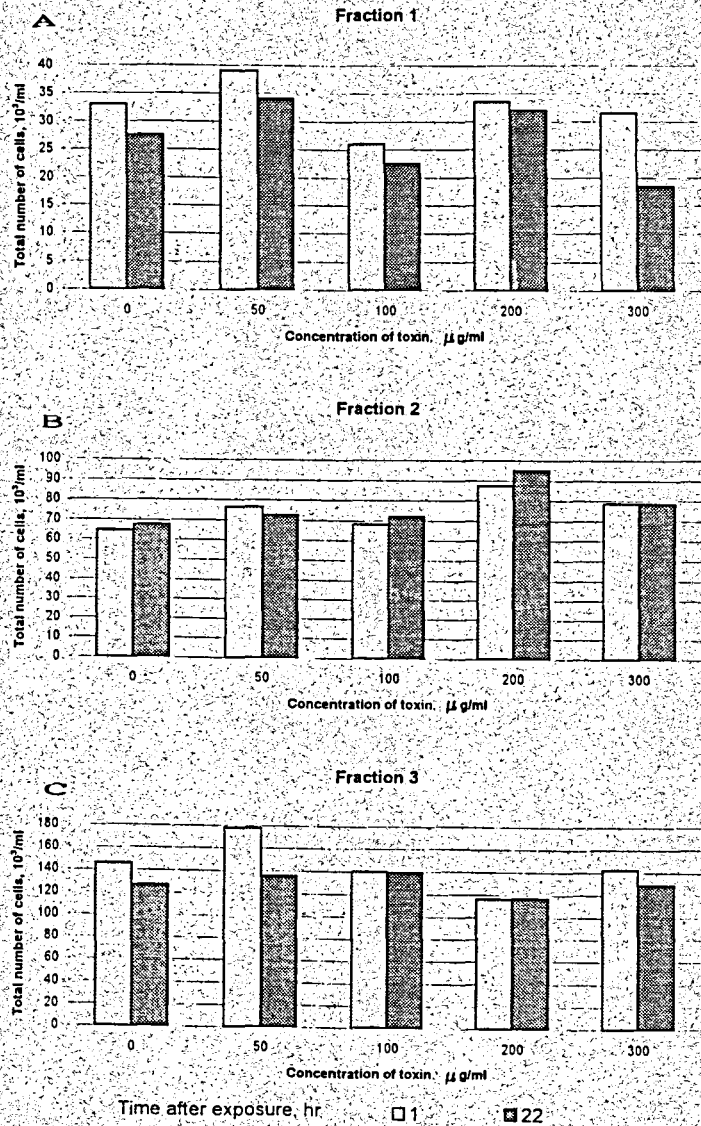 A
Fraction 1
Total number of cells, 10³/ml
40
35
30
25
20
15
10
5
0
0 50 100 200 300
Concentration of toxin, μg/ml
B
Fraction 2
Total number of cells, 10³/ml
100
90
80
70
60
50
40
30
20
10
0
0 50 100 200 300
Concentration of toxin, μg/ml
C
Fraction 3
Total number of cells, 10³/ml
180
160
140
120
100
80
60
40
20
0
0 50 100 200 300
Concentration of toxin, μg/ml
Time after exposure, hr □ 1 ▩ 22